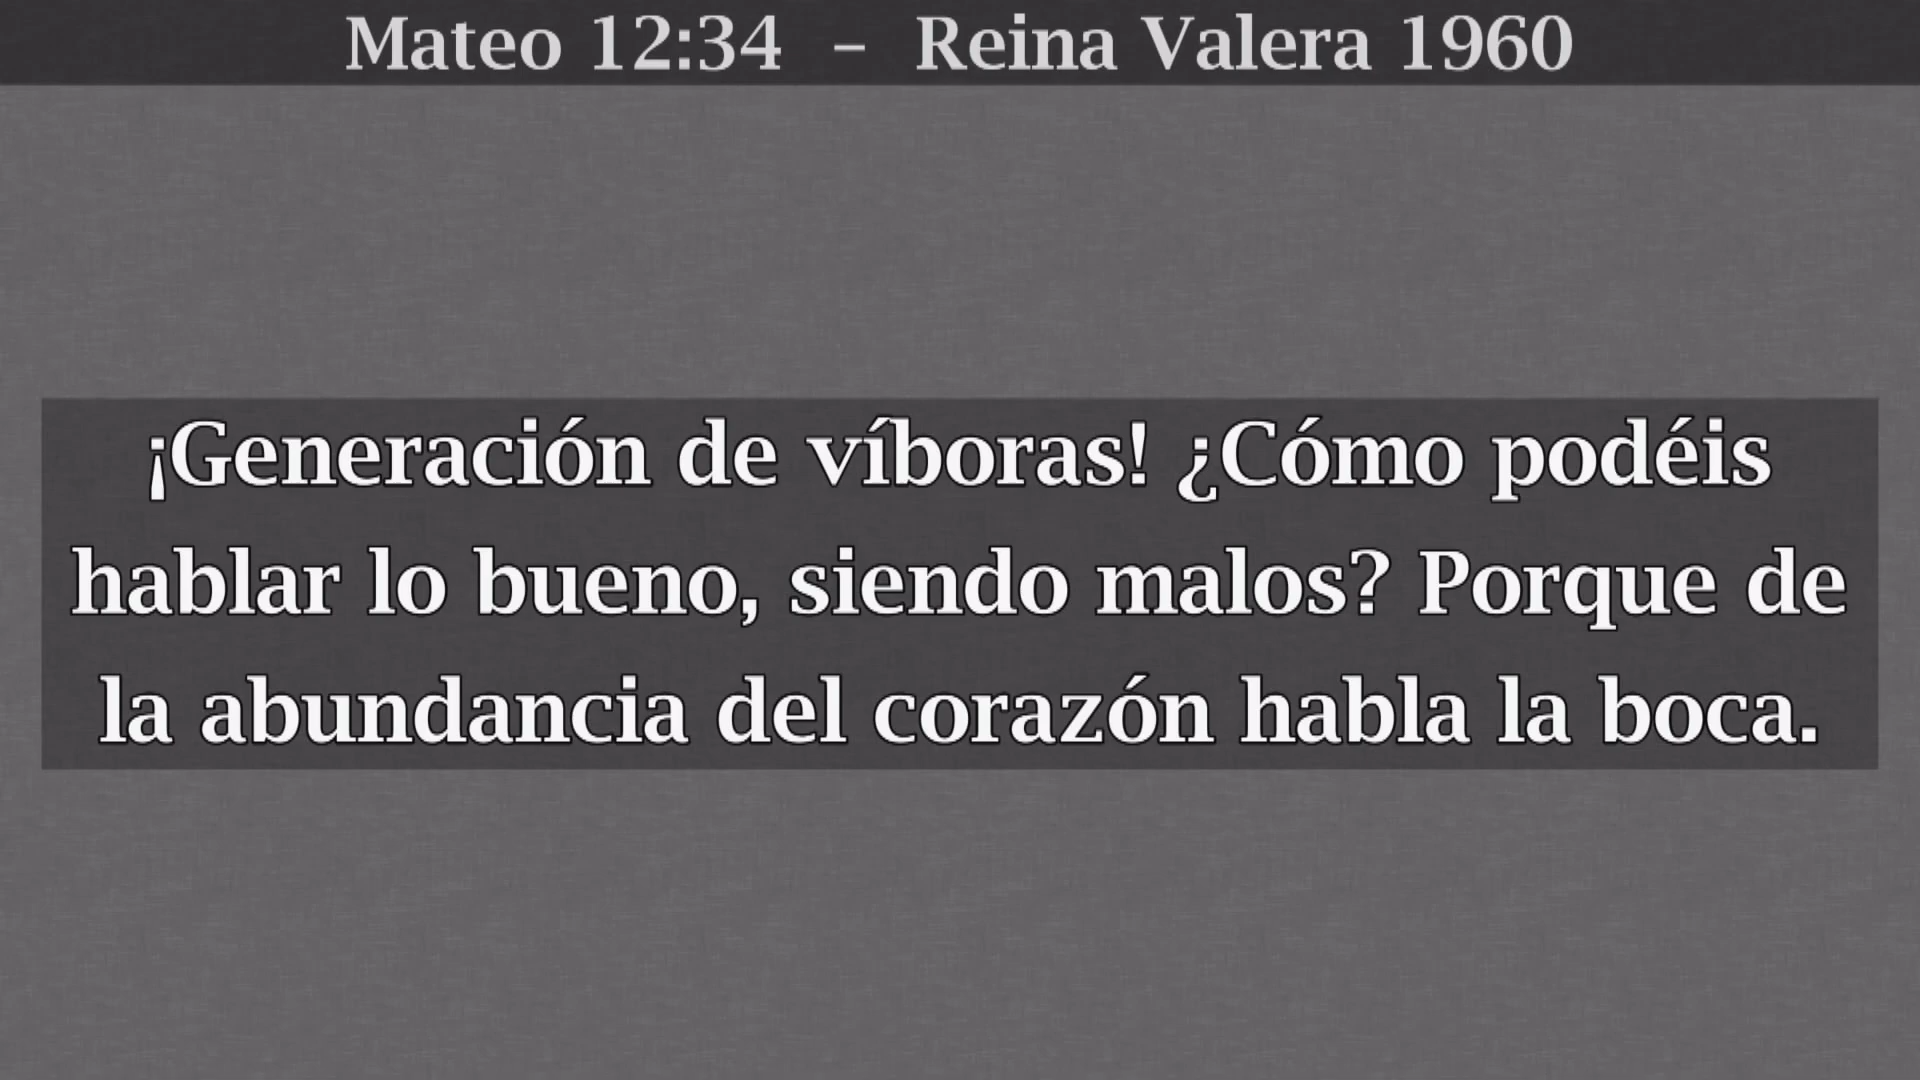 Mateo 12:34 – Reina Valera 1960
¡Generación de víboras! ¿Cómo podéis
hablar lo bueno, siendo malos? Porque de
la abundancia del corazón habla la boca.